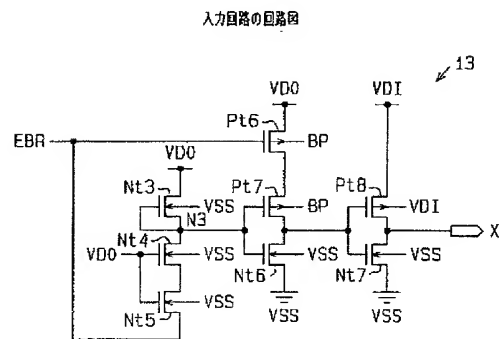 入力回路の回路図
13
VDO VDI
Pt6
EBR BP
VDO
Nt3 Pt7 Pt8
VSS BP VDI
N3
Nt4 X
VDO VSS VSS VSS
Nt6 Nt7
VSS
Nt5 VSS VSS